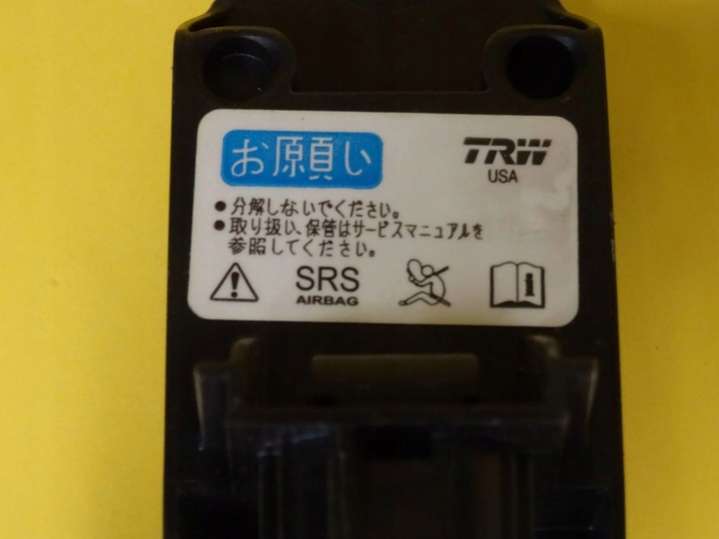 お願い
TRW
USA
● 分解しないでください。
● 取り扱い、保管はサービスマニュアルを
参照してください。
SRS
AIRBAG